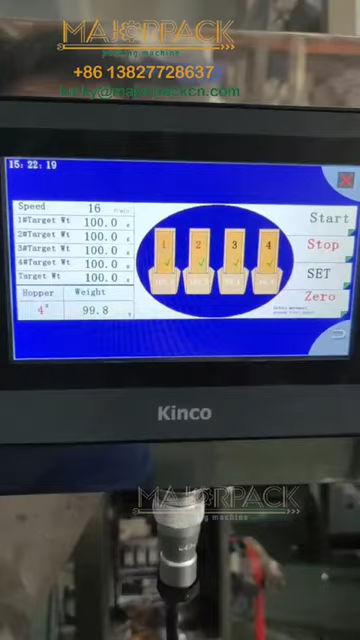 MAJORPACK
packing machine
+86 13827728637
15:22:19
Speed 16
Start
1#Target Wt 100.0 g
2#Target Wt 100.0 g
3#Target Wt 100.0 g
4#Target Wt 100.0 g
Target Wt 100.0 g
Stop
SET
Zero
1 2 3 4
Hopper Weight
4# 99.8 g
Kinco
MAJORPACK
packing machine